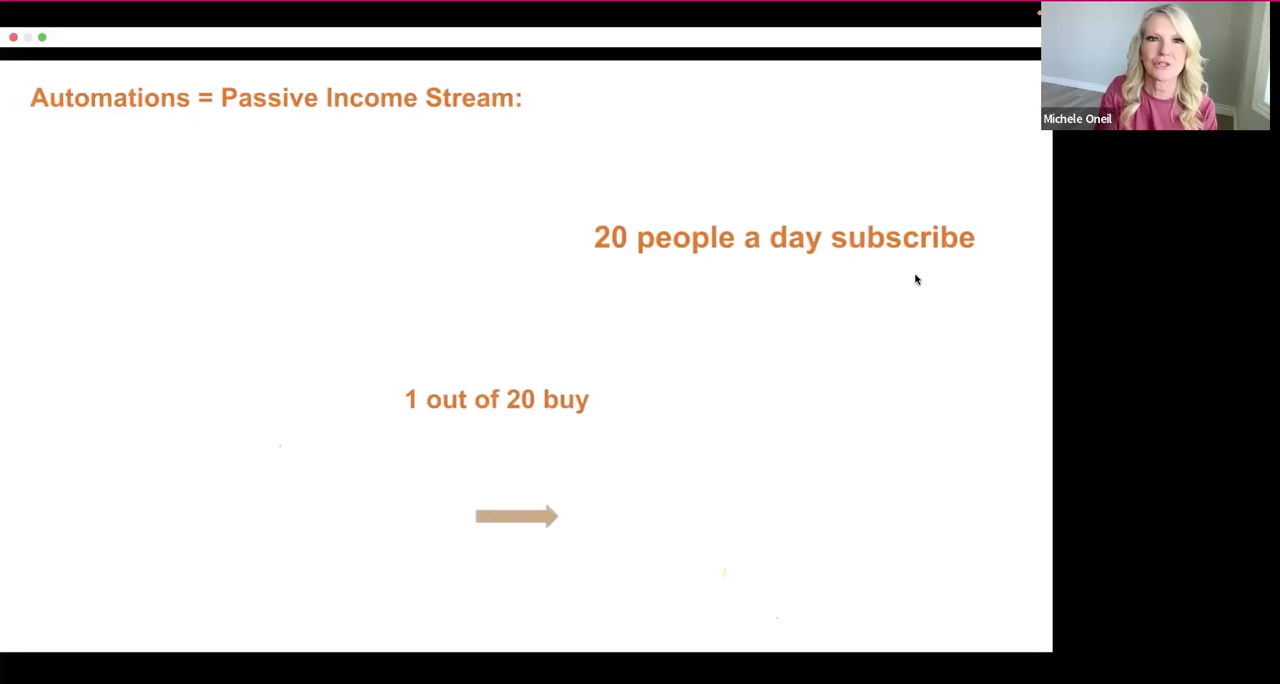 Automations = Passive Income Stream:
Michele Oneil
20 people a day subscribe
1 out of 20 buy